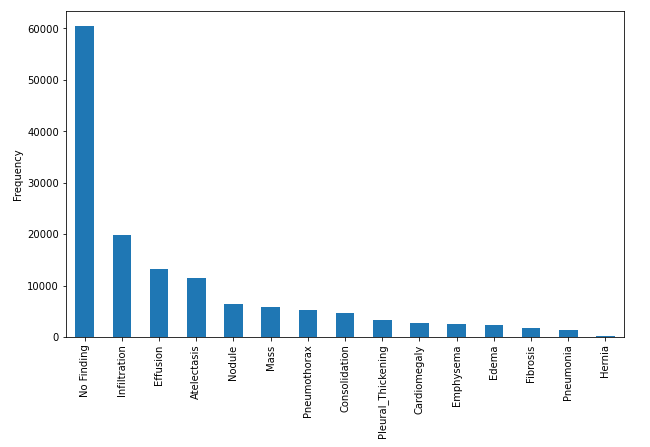 60000
50000
40000
30000
20000
10000
0
Frequency
No Finding
Infiltration
Effusion
Atelectasis
Nodule
Mass
Pneumothorax
Consolidation
Pleural_Thickening
Cardiomegaly
Emphysema
Edema
Fibrosis
Pneumonia
Hernia